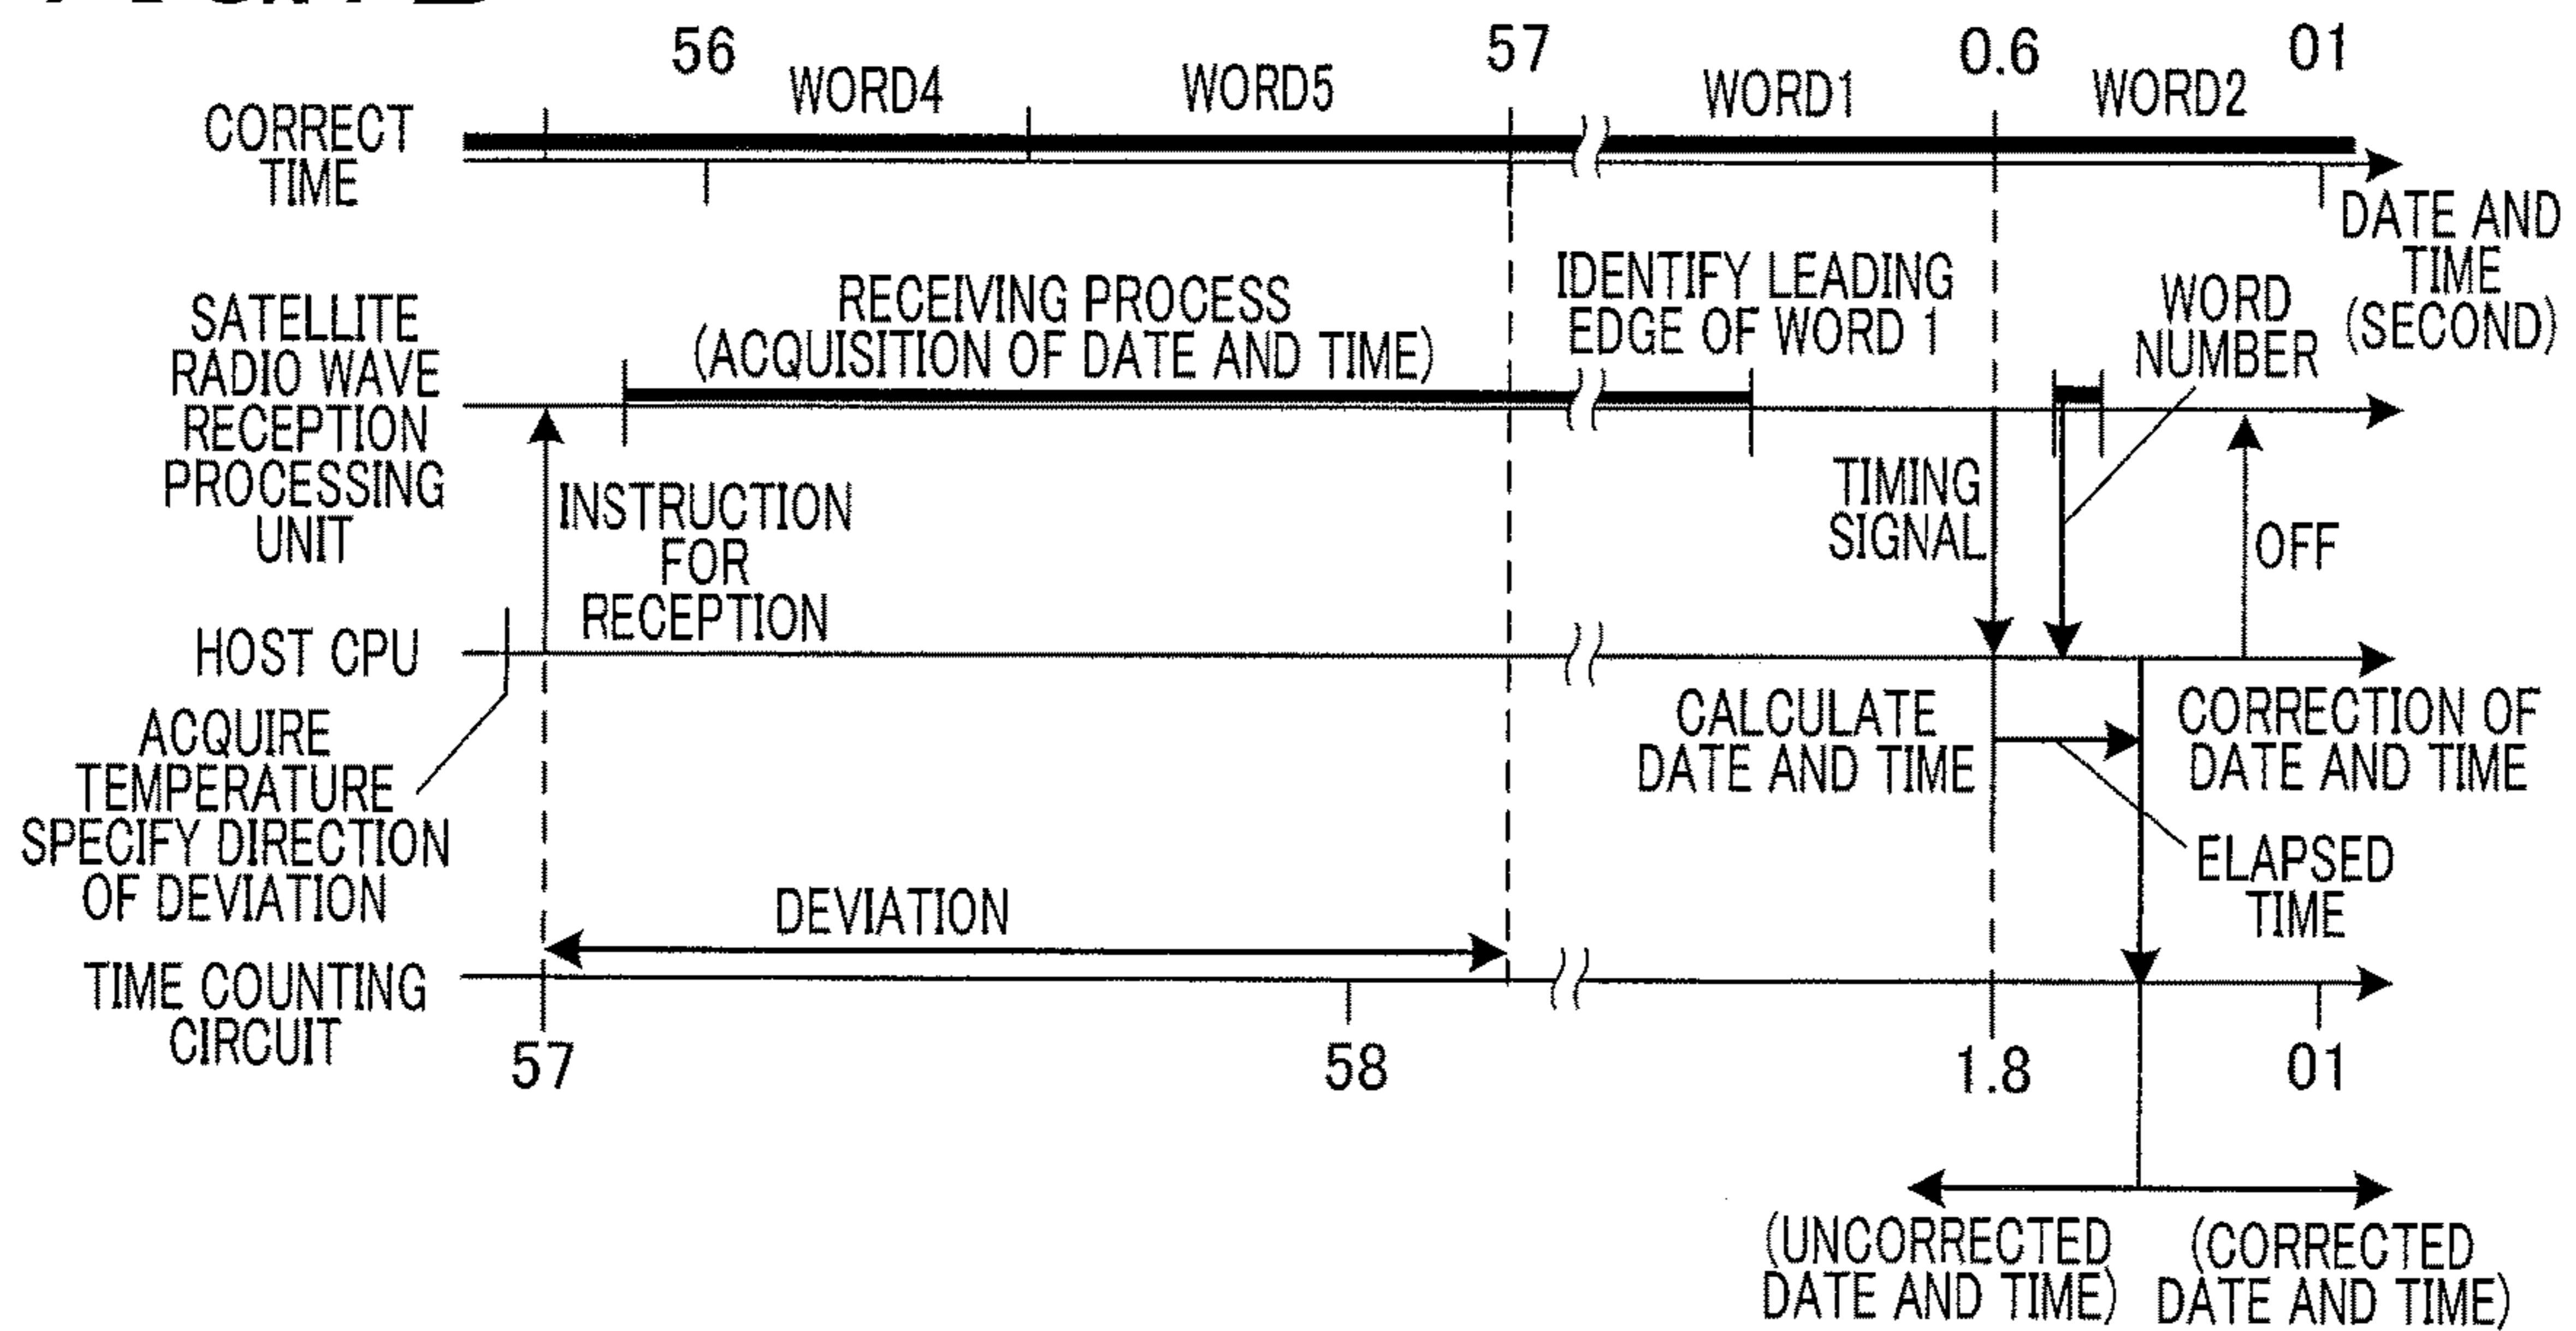 56
57
0.6
01
WORD4
WORD5
WORD1
WORD2
CORRECT
TIME
DATE AND
TIME
(SECOND)
SATELLITE
RADIO WAVE
RECEPTION
PROCESSING
UNIT
RECEIVING PROCESS
(ACQUISITION OF DATE AND TIME)
IDENTIFY LEADING
EDGE OF WORD 1
WORD
NUMBER
INSTRUCTION
FOR
RECEPTION
TIMING
SIGNAL
OFF
HOST CPU
ACQUIRE
TEMPERATURE
SPECIFY DIRECTION
OF DEVIATION
CALCULATE
DATE AND TIME
CORRECTION OF
DATE AND TIME
ELAPSED
TIME
DEVIATION
TIME COUNTING
CIRCUIT
57
58
1.8
01
(UNCORRECTED
DATE AND TIME)
(CORRECTED
DATE AND TIME)